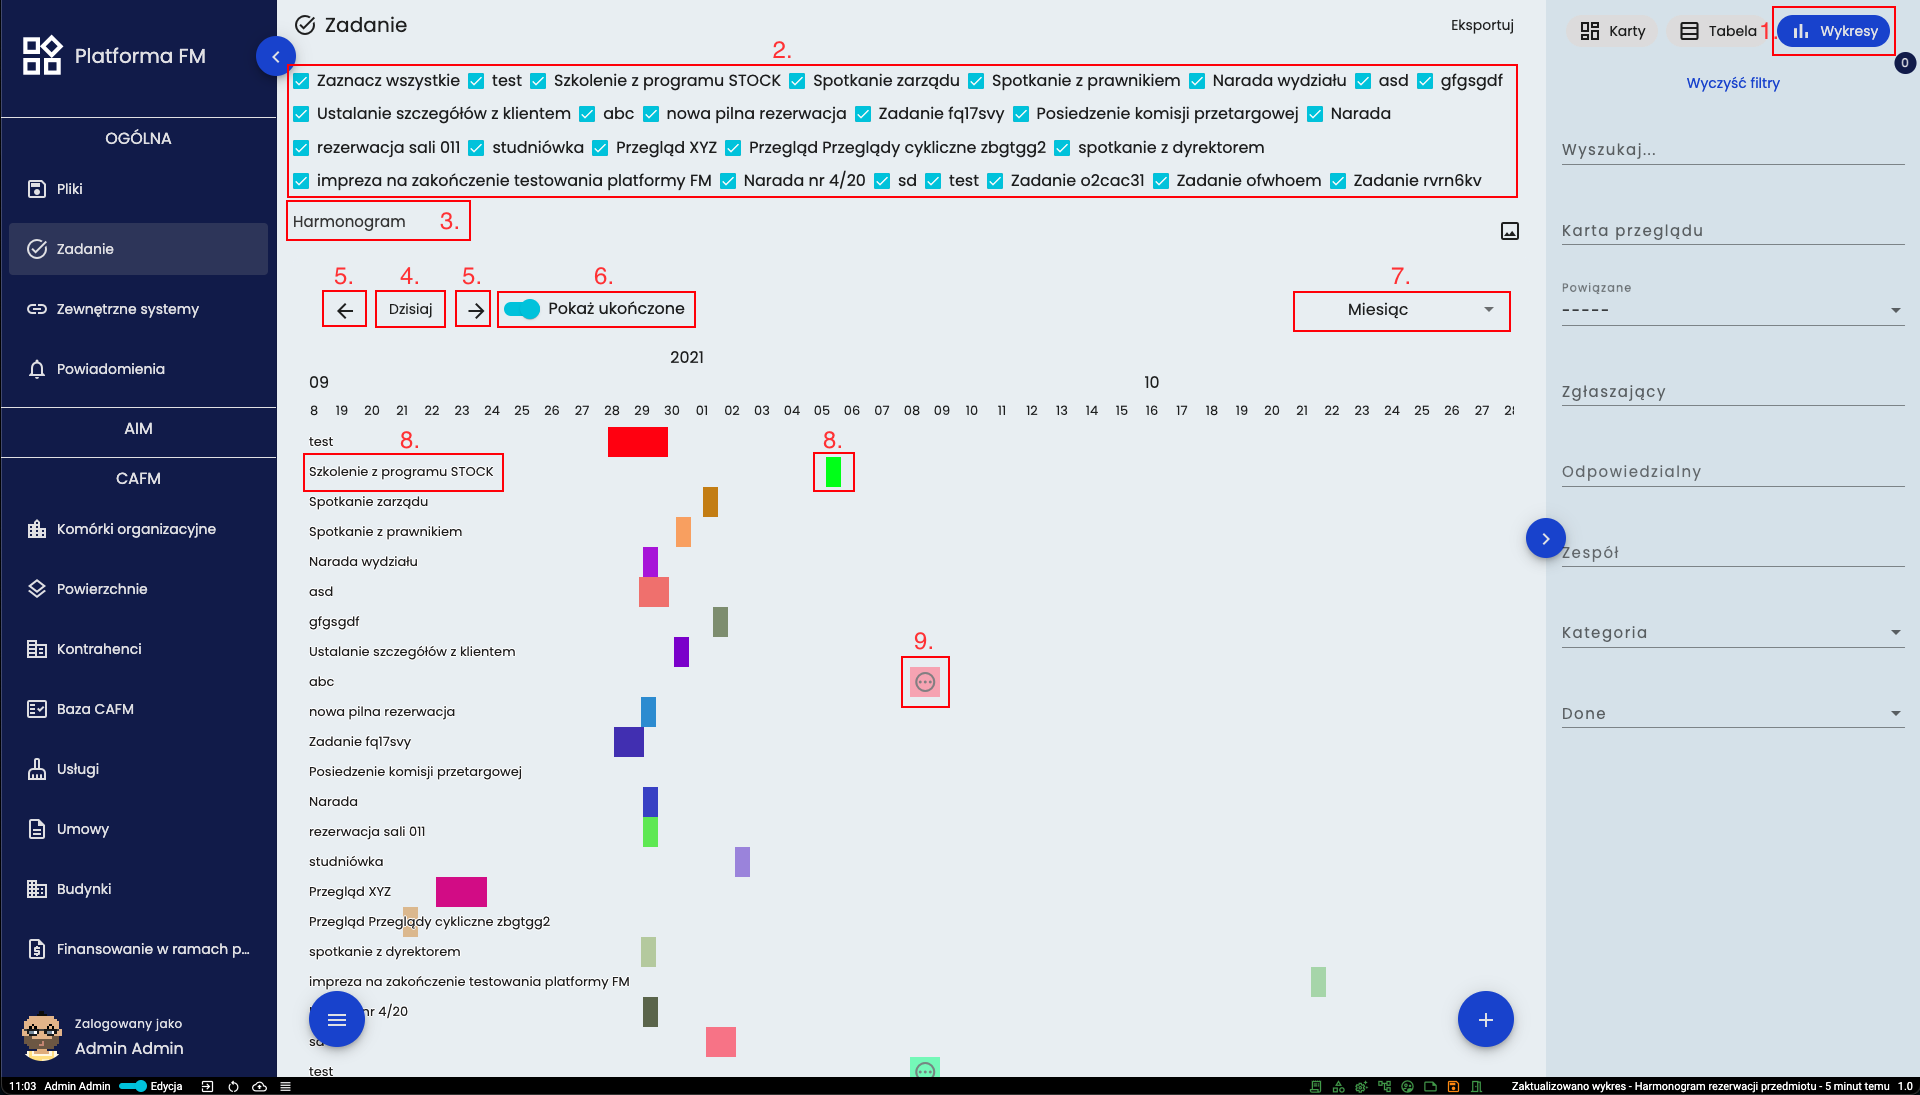 Platforma FM
OGÓLNA
Pliki
Zadanie
Zewnętrzne systemy
Powiadomienia
AIM
CAFM
Komórki organizacyjne
Powierzchnie
Kontrahenci
Baza CAFM
Usługi
Umowy
Budynki
Finansowanie w ramach p...
Zalogowany jako
Admin Admin
Zadanie
Eksportuj
2.
Zaznacz wszystkie test Szkolenie z programu STOCK Spotkanie zarządu Spotkanie z prawnikiem Narada wydziału asd gfgsgdf
Ustalanie szczegółów z klientem abc nowa pilna rezerwacja Zadanie fq17svy Posiedzenie komisji przetargowej Narada
rezerwacja sali 011 studniówka Przegląd XYZ Przegląd Przeglądy cykliczne zbgtgg2 spotkanie z dyrektorem
impreza na zakończenie testowania platformy FM Narada nr 4/20 sd test Zadanie o2cac31 Zadanie ofwhoem Zadanie rvrn6kv
Harmonogram 3.
5. 4. 5. 6. 7.
Dzisiaj Pokaż ukończone Miesiąc
2021
09 10
8 19 20 21 22 23 24 25 26 27 28 29 30 01 02 03 04 05 06 07 08 09 10 11 12 13 14 15 16 17 18 19 20 21 22 23 24 25 26 27 28
test 8. 8.
Szkolenie z programu STOCK
Spotkanie zarządu
Spotkanie z prawnikiem
Narada wydziału
asd
gfgsgdf
9.
Ustalanie szczegółów z klientem
abc
nowa pilna rezerwacja
Zadanie fq17svy
Posiedzenie komisji przetargowej
Narada
rezerwacja sali 011
studniówka
Przegląd XYZ
Przegląd Przeglądy cykliczne zbgtgg2
spotkanie z dyrektorem
impreza na zakończenie testowania platformy FM
nr 4/20
test
Karty Tabela 1. Wykresy
0
Wyczyść filtry
Wyszukaj...
Karta przeglądu
Powiązane
-----
Zgłaszający
Odpowiedzialny
Zespół
Kategoria
Done
11:03 Admin Admin Edycja
Zaktualizowano wykres - Harmonogram rezerwacji przedmiotu - 5 minut temu 1.0